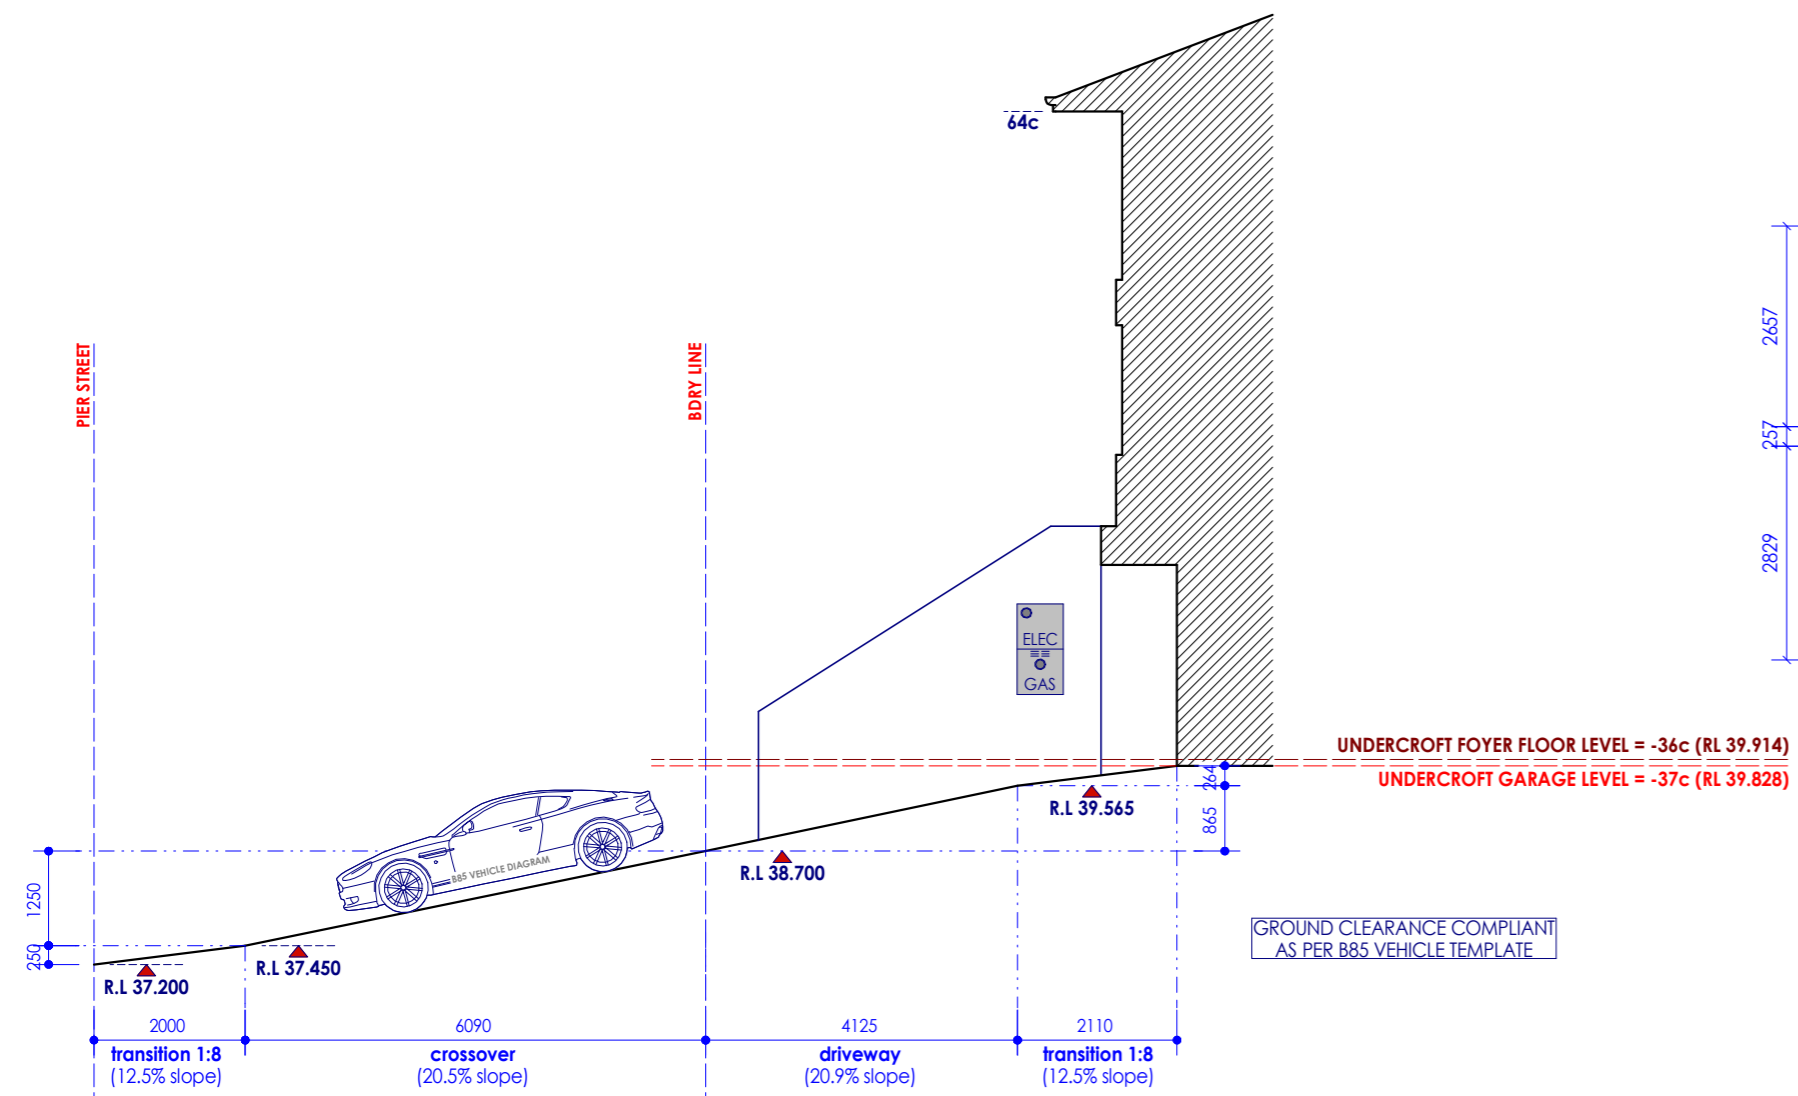 64c
PIER STREET
BDRY LINE
2657
257
2829
ELEC
GAS
UNDERCROFT FOYER FLOOR LEVEL = -36c (RL 39.914)
UNDERCROFT GARAGE LEVEL = -37c (RL 39.828)
264
865
R.L 39.565
R.L 38.700
B85 VEHICLE DIAGRAM
1250
250
R.L 37.450
R.L 37.200
GROUND CLEARANCE COMPLIANT
AS PER B85 VEHICLE TEMPLATE
2000
6090
4125
2110
transition 1:8
(12.5% slope)
crossover
(20.5% slope)
driveway
(20.9% slope)
transition 1:8
(12.5% slope)